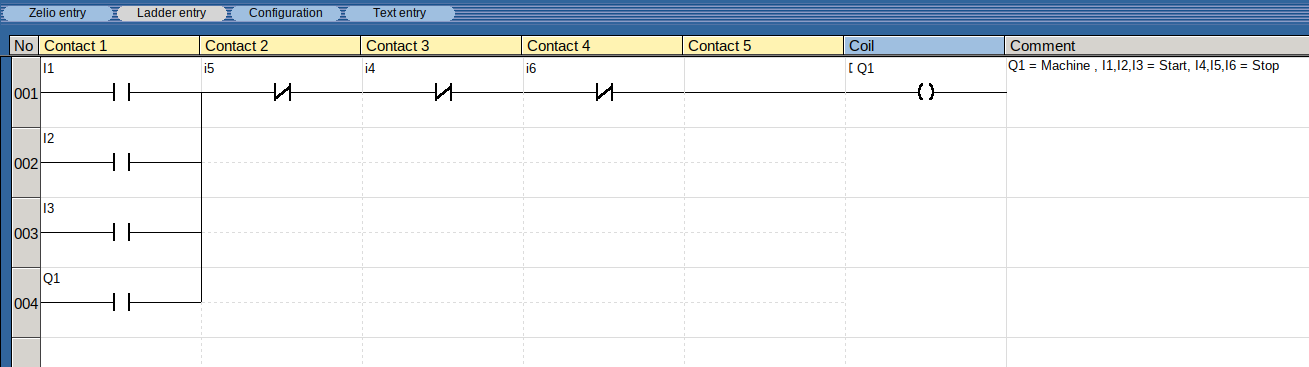 Zelio entry Ladder entry Configuration Text entry
No Contact 1 Contact 2 Contact 3 Contact 4 Contact 5 Coil Comment
I1 i5 i4 i6 [ Q1 Q1 = Machine , I1,I2,I3 = Start, I4,I5,I6 = Stop
001
I2
002
I3
003
Q1
004